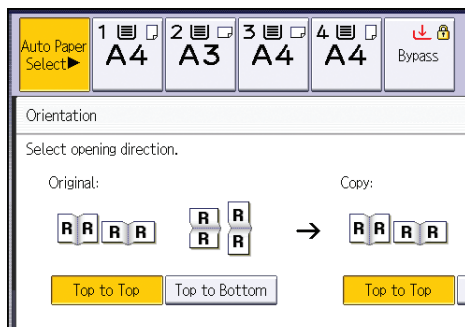 Auto Paper
Select►
1
A4
2
A3
3
A4
4
A4
Bypass
Orientation
Select opening direction.
Original:
Copy:
R R R R
R R
R R
R R R R
Top to Top
Top to Bottom
Top to Top